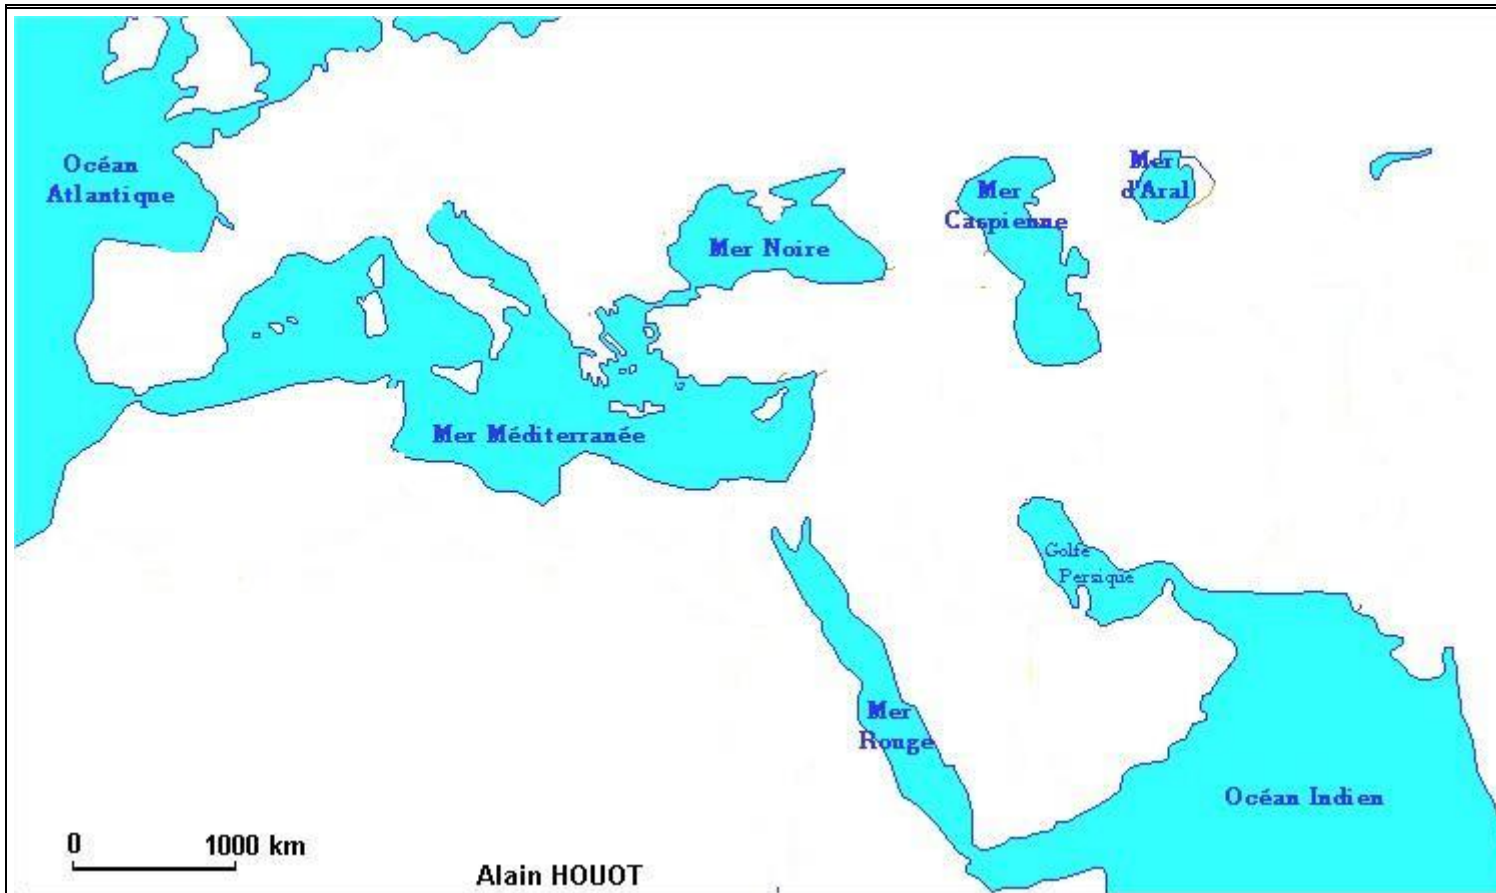 Mer
d'Aral
Océan
Atlantique
Mer
Caspienne
Mer Noire
Mer Méditerranée
Golfe
Persique
Mer
Rouge
Océan Indien
0 1000 km
Alain HOUOT